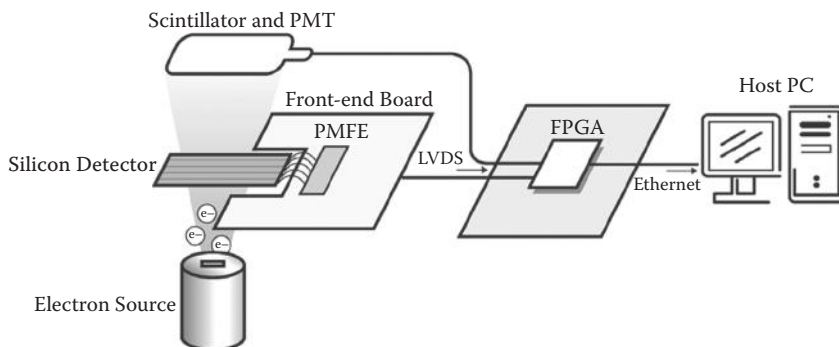 Scintillator and PMT
Host PC
Front-end Board
PMFE
FPGA
Silicon Detector
LVDS
Ethernet
e–
e–
e–
Electron Source